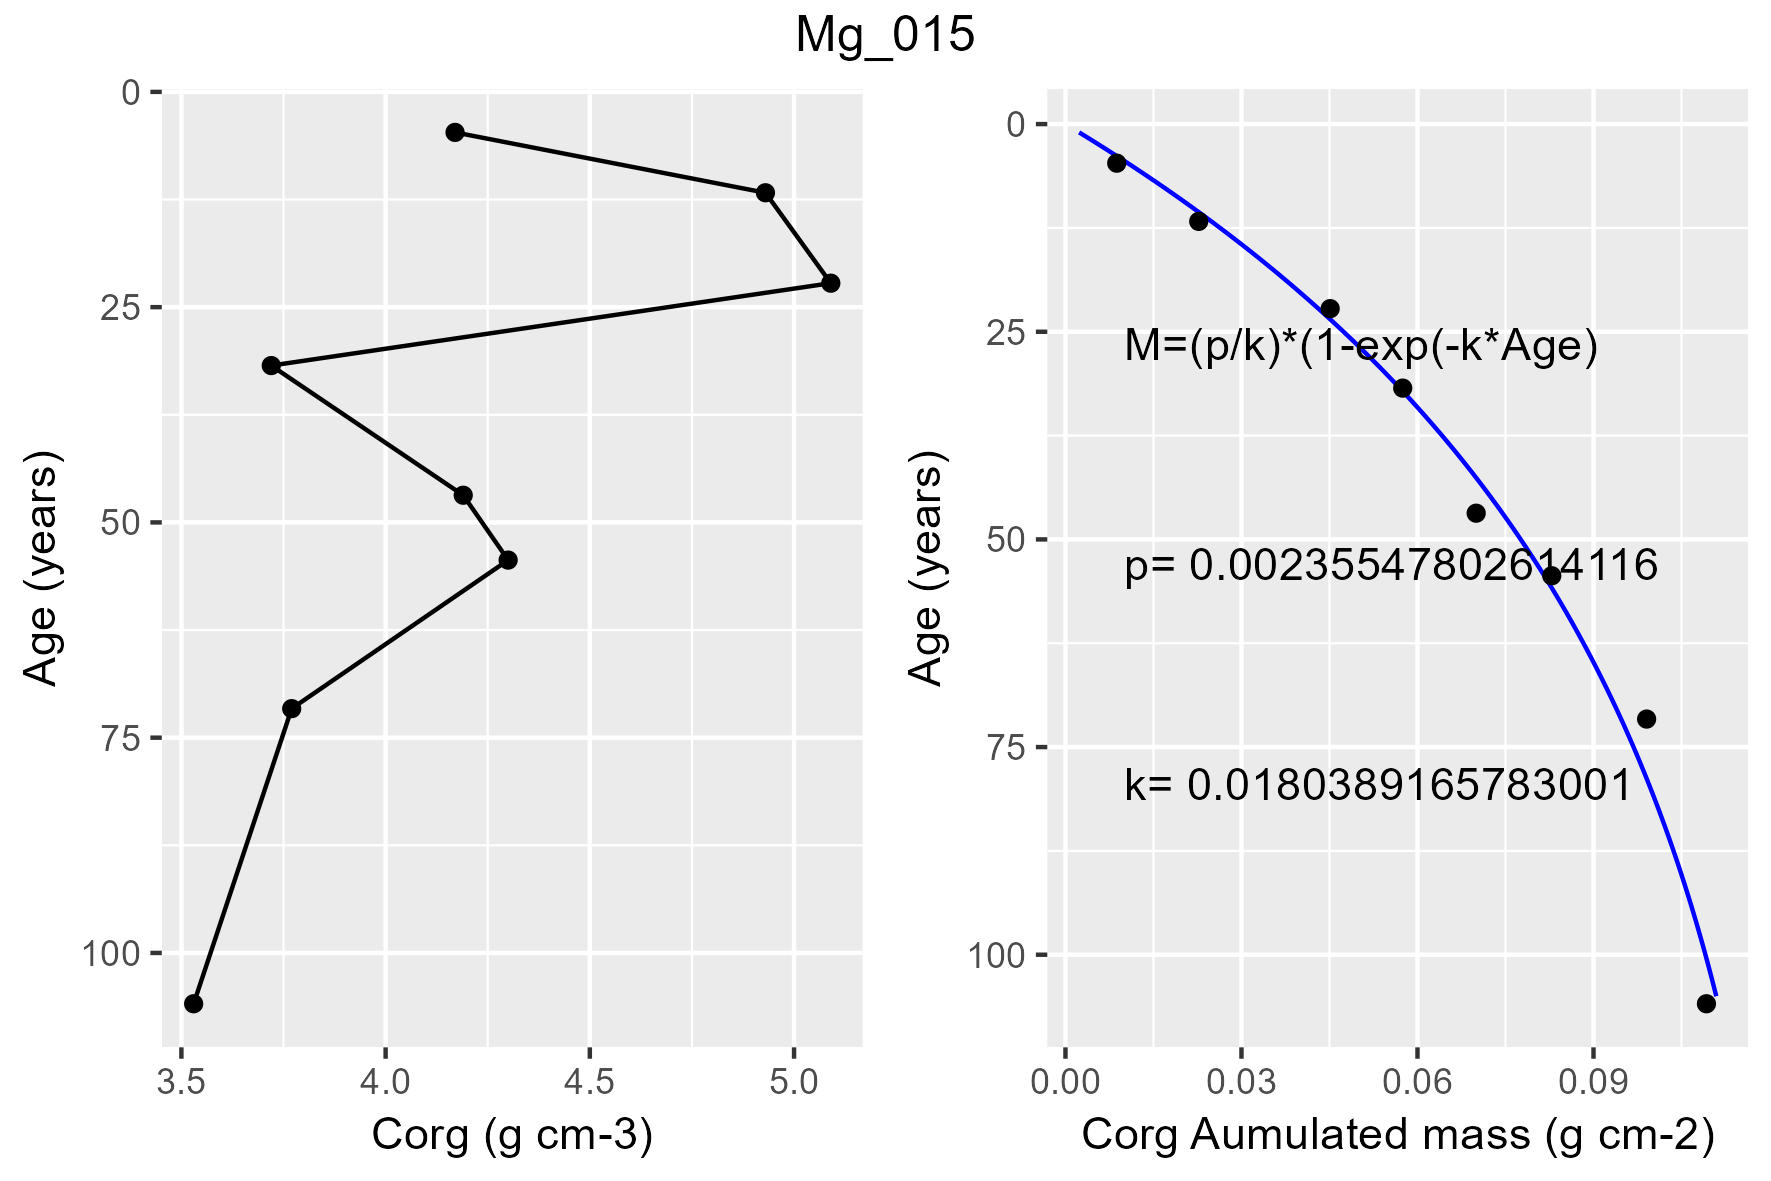 Mg_015
0
25
50
75
100
Age (years)
3.5 4.0 4.5 5.0
Corg (g cm-3)
0
25
50
75
100
Age (years)
M=(p/k)*(1-exp(-k*Age)
p= 0.00235547802614116
k= 0.0180389165783001
0.00 0.03 0.06 0.09
Corg Aumulated mass (g cm-2)